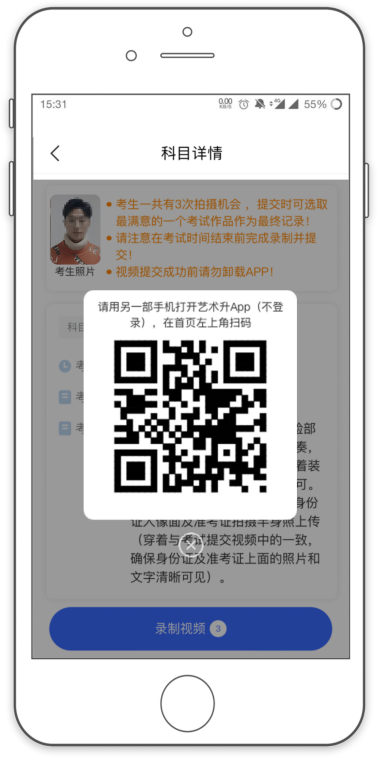 15:31
0.00
KB/S
4G
55%
科目详情
考生一共有3次拍摄机会，提交时可选取
最满意的一个考试作品作为最终记录！
请注意在考试时间结束前完成录制并提
交！
视频提交成功前请勿卸载APP！
考生照片
请用另一部手机打开艺术升App（不登
录），在首页左上角扫码
科目
考
考
考
脸部
奏，
着装
可。
身份
证人像面及准考证拍摄半身照上传
（穿着与考试提交视频中的一致，
确保身份证及准考证上面的照片和
文字清晰可见）。
录制视频 3